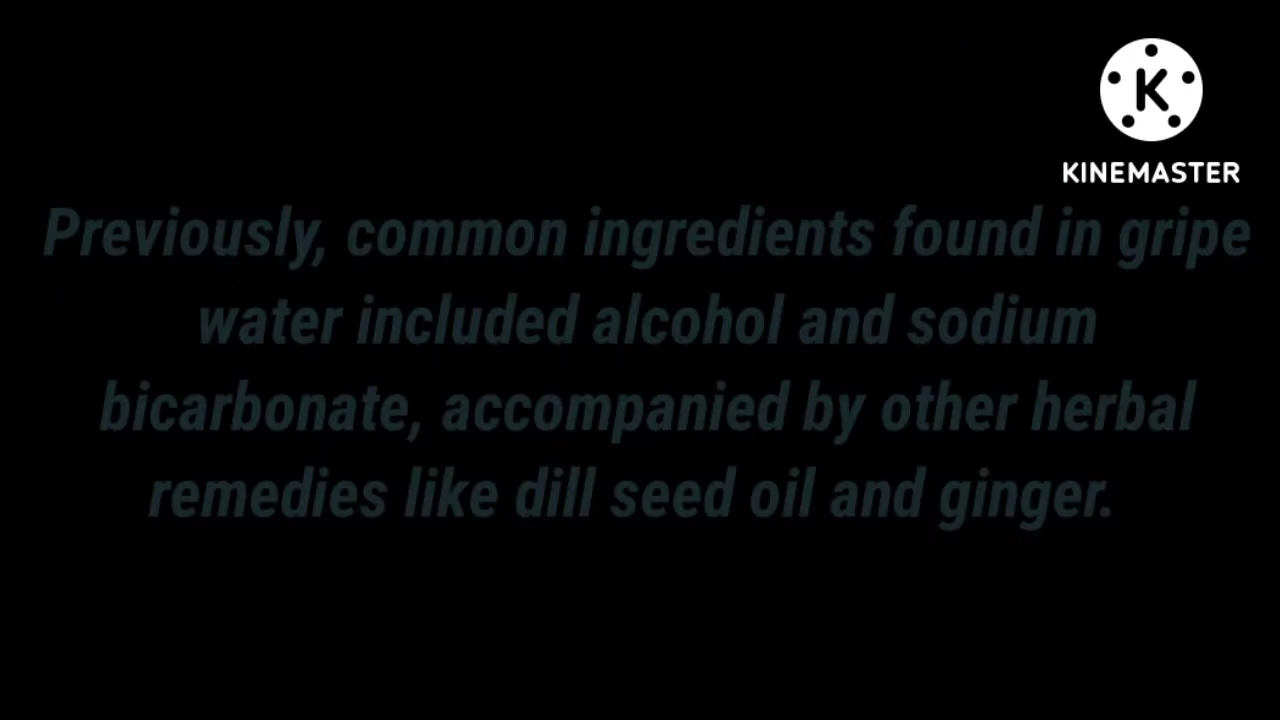 K
KINEMASTER
Previously, common ingredients found in gripe
water included alcohol and sodium
bicarbonate, accompanied by other herbal
remedies like dill seed oil and ginger.